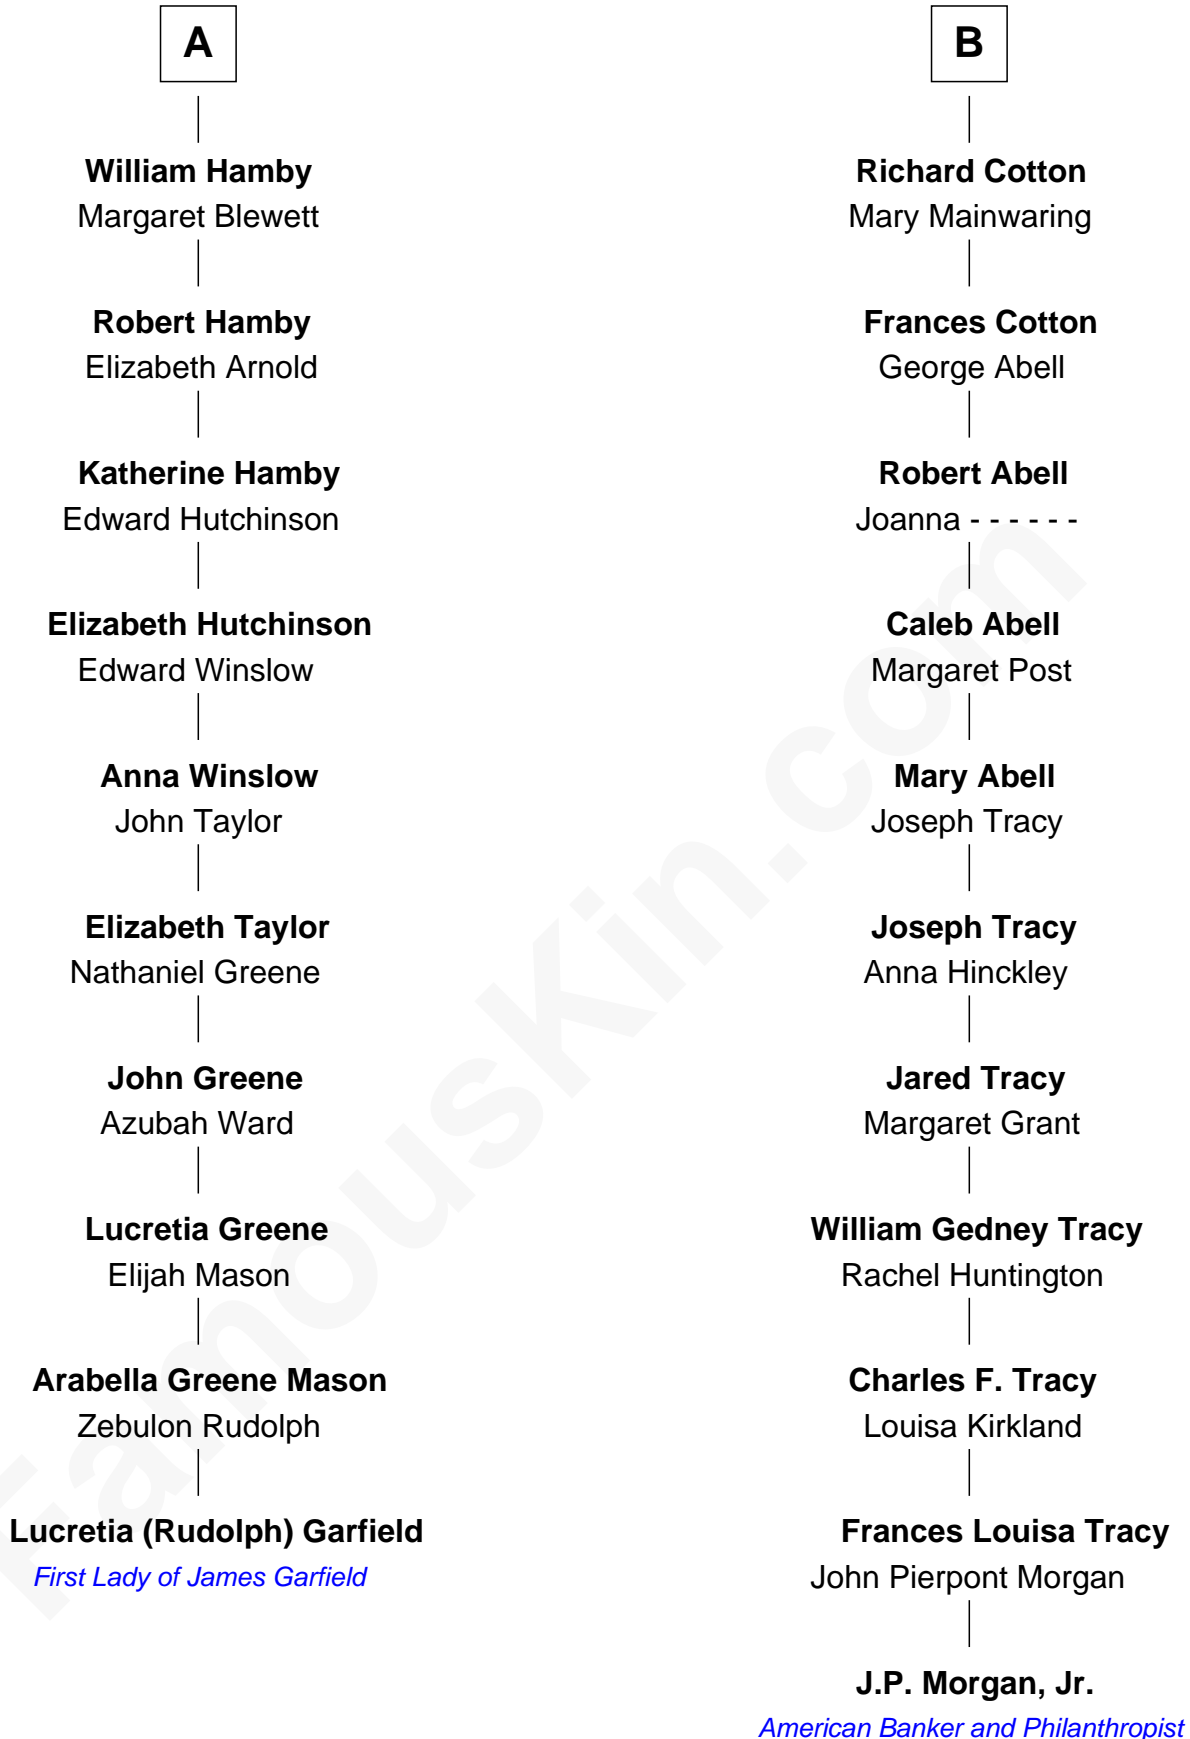 A
William Hamby
Margaret Blewett
Robert Hamby
Elizabeth Arnold
Katherine Hamby
Edward Hutchinson
Elizabeth Hutchinson
Edward Winslow
Anna Winslow
John Taylor
Elizabeth Taylor
Nathaniel Greene
John Greene
Azubah Ward
Lucretia Greene
Elijah Mason
Arabella Greene Mason
Zebulon Rudolph
Lucretia (Rudolph) Garfield
First Lady of James Garfield
B
Richard Cotton
Mary Mainwaring
Frances Cotton
George Abell
Robert Abell
Joanna - - - - - -
Caleb Abell
Margaret Post
Mary Abell
Joseph Tracy
Joseph Tracy
Anna Hinckley
Jared Tracy
Margaret Grant
William Gedney Tracy
Rachel Huntington
Charles F. Tracy
Louisa Kirkland
Frances Louisa Tracy
John Pierpont Morgan
J.P. Morgan, Jr.
American Banker and Philanthropist
FamousKin.com